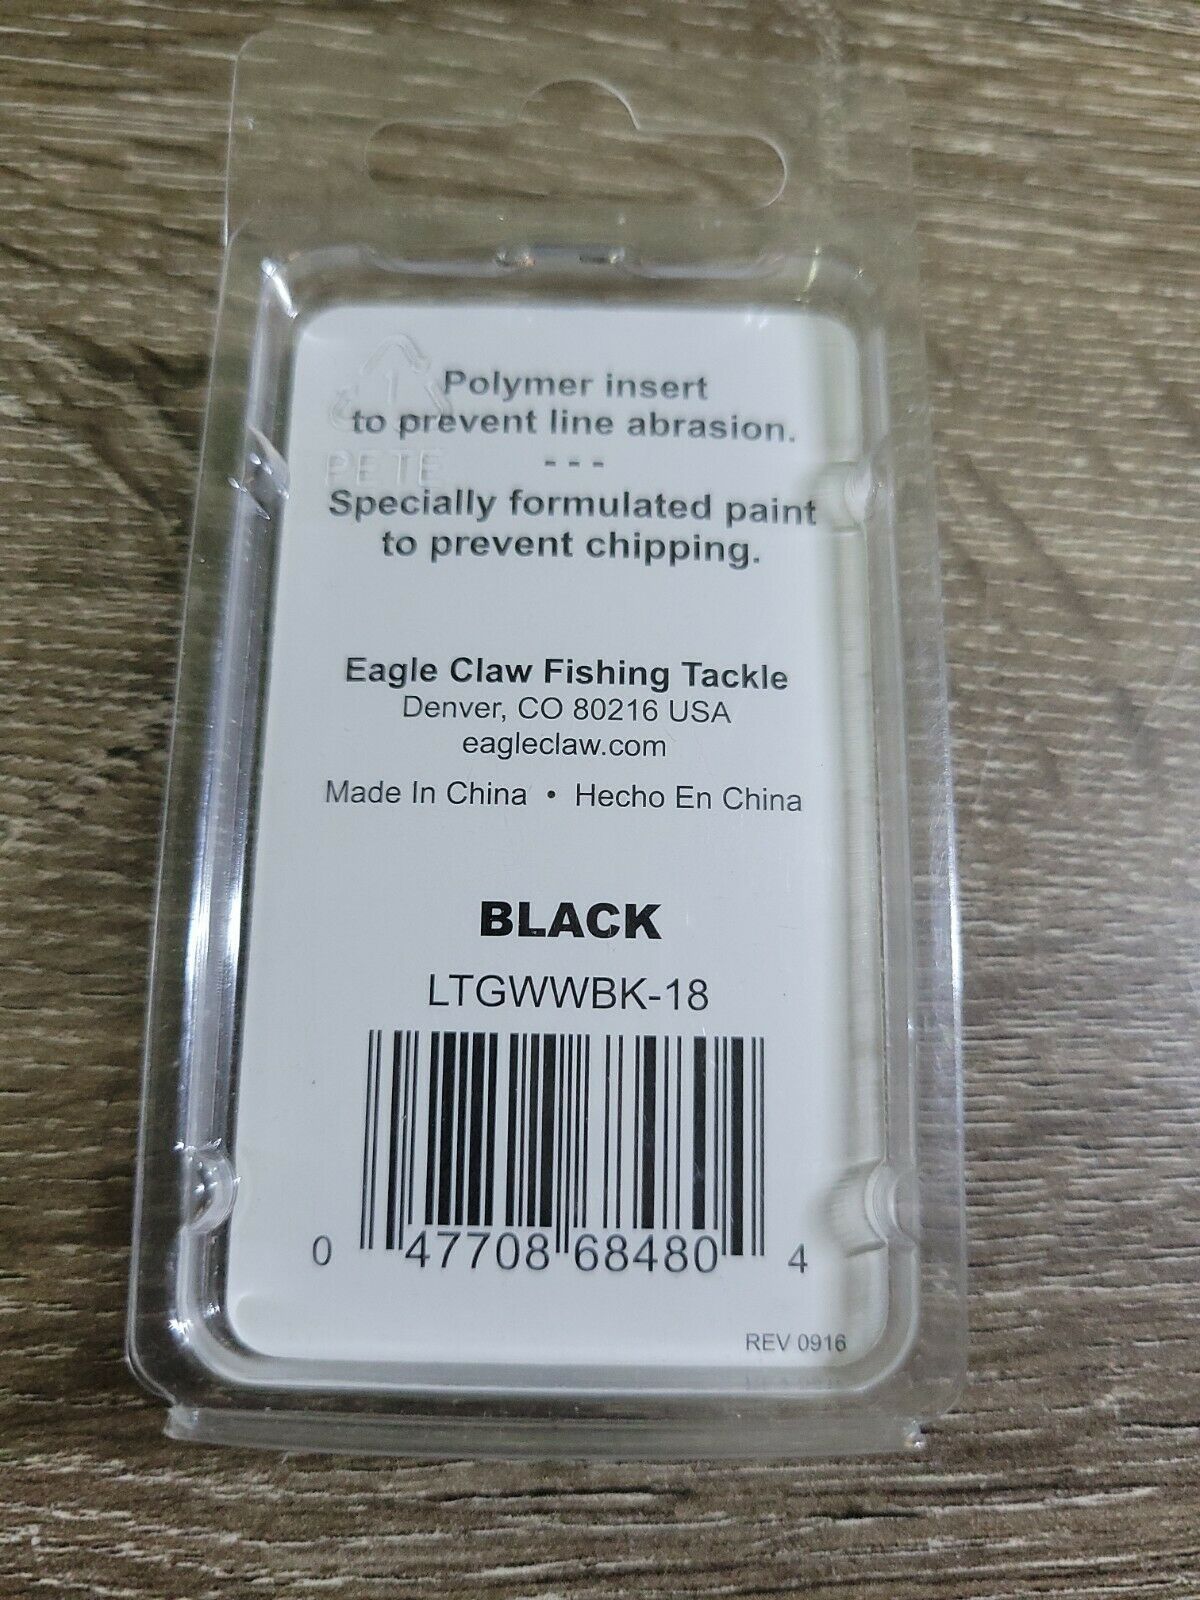 1
PETE
Polymer insert
to prevent line abrasion.
- - -
Specially formulated paint
to prevent chipping.
Eagle Claw Fishing Tackle
Denver, CO 80216 USA
eagleclaw.com
Made In China • Hecho En China
BLACK
LTGWWBK-18
0 47708 68480 4
REV 0916